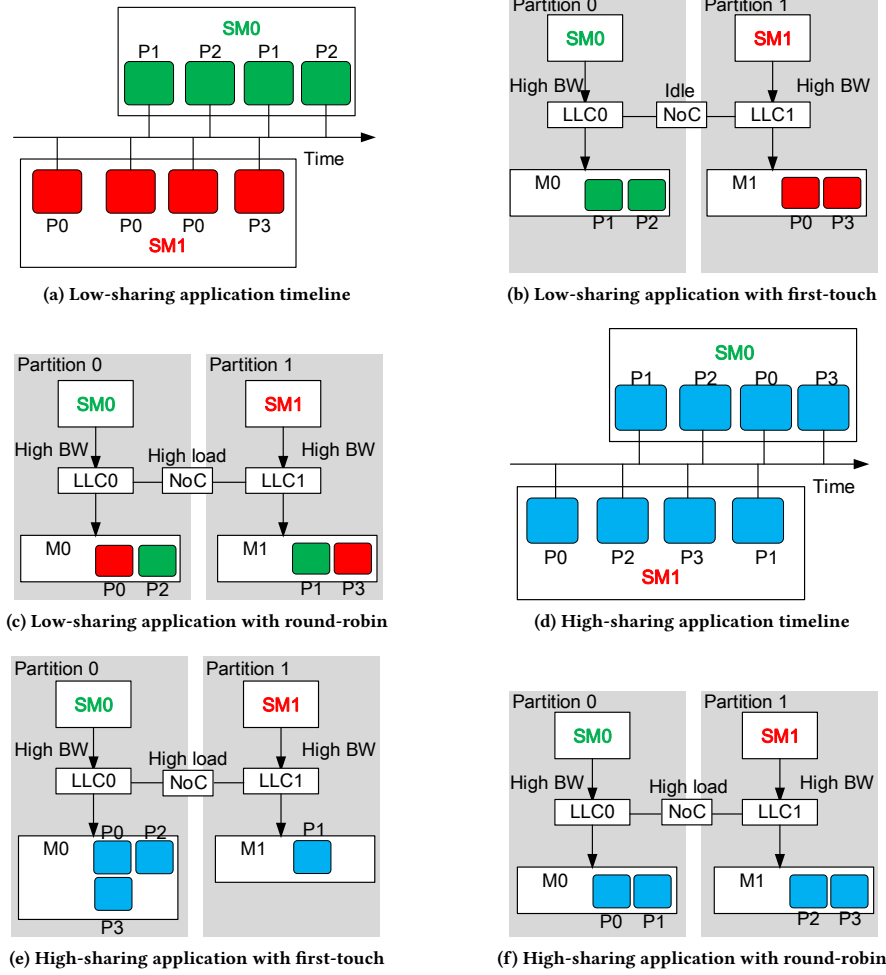 SM0
P1 P2 P1 P2
Time
P0 P0 P0 P3
SM1
(a) Low-sharing application timeline
Partition 0 Partition 1
SM0 SM1
High BW Idle High BW
LLC0 NoC LLC1
M0 M1
P1 P2 P0 P3
(b) Low-sharing application with first-touch
Partition 0 Partition 1
SM0 SM1
High BW High load High BW
LLC0 NoC LLC1
M0 M1
P0 P2 P1 P3
(c) Low-sharing application with round-robin
SM0
P1 P2 P0 P3
Time
P0 P2 P3 P1
SM1
(d) High-sharing application timeline
Partition 0 Partition 1
SM0 SM1
High BW High load High BW
LLC0 NoC LLC1
P0 P2 P1
M0 M1
P3
(e) High-sharing application with first-touch
Partition 0 Partition 1
SM0 SM1
High BW High load High BW
LLC0 NoC LLC1
M0 M1
P0 P1 P2 P3
(f) High-sharing application with round-robin